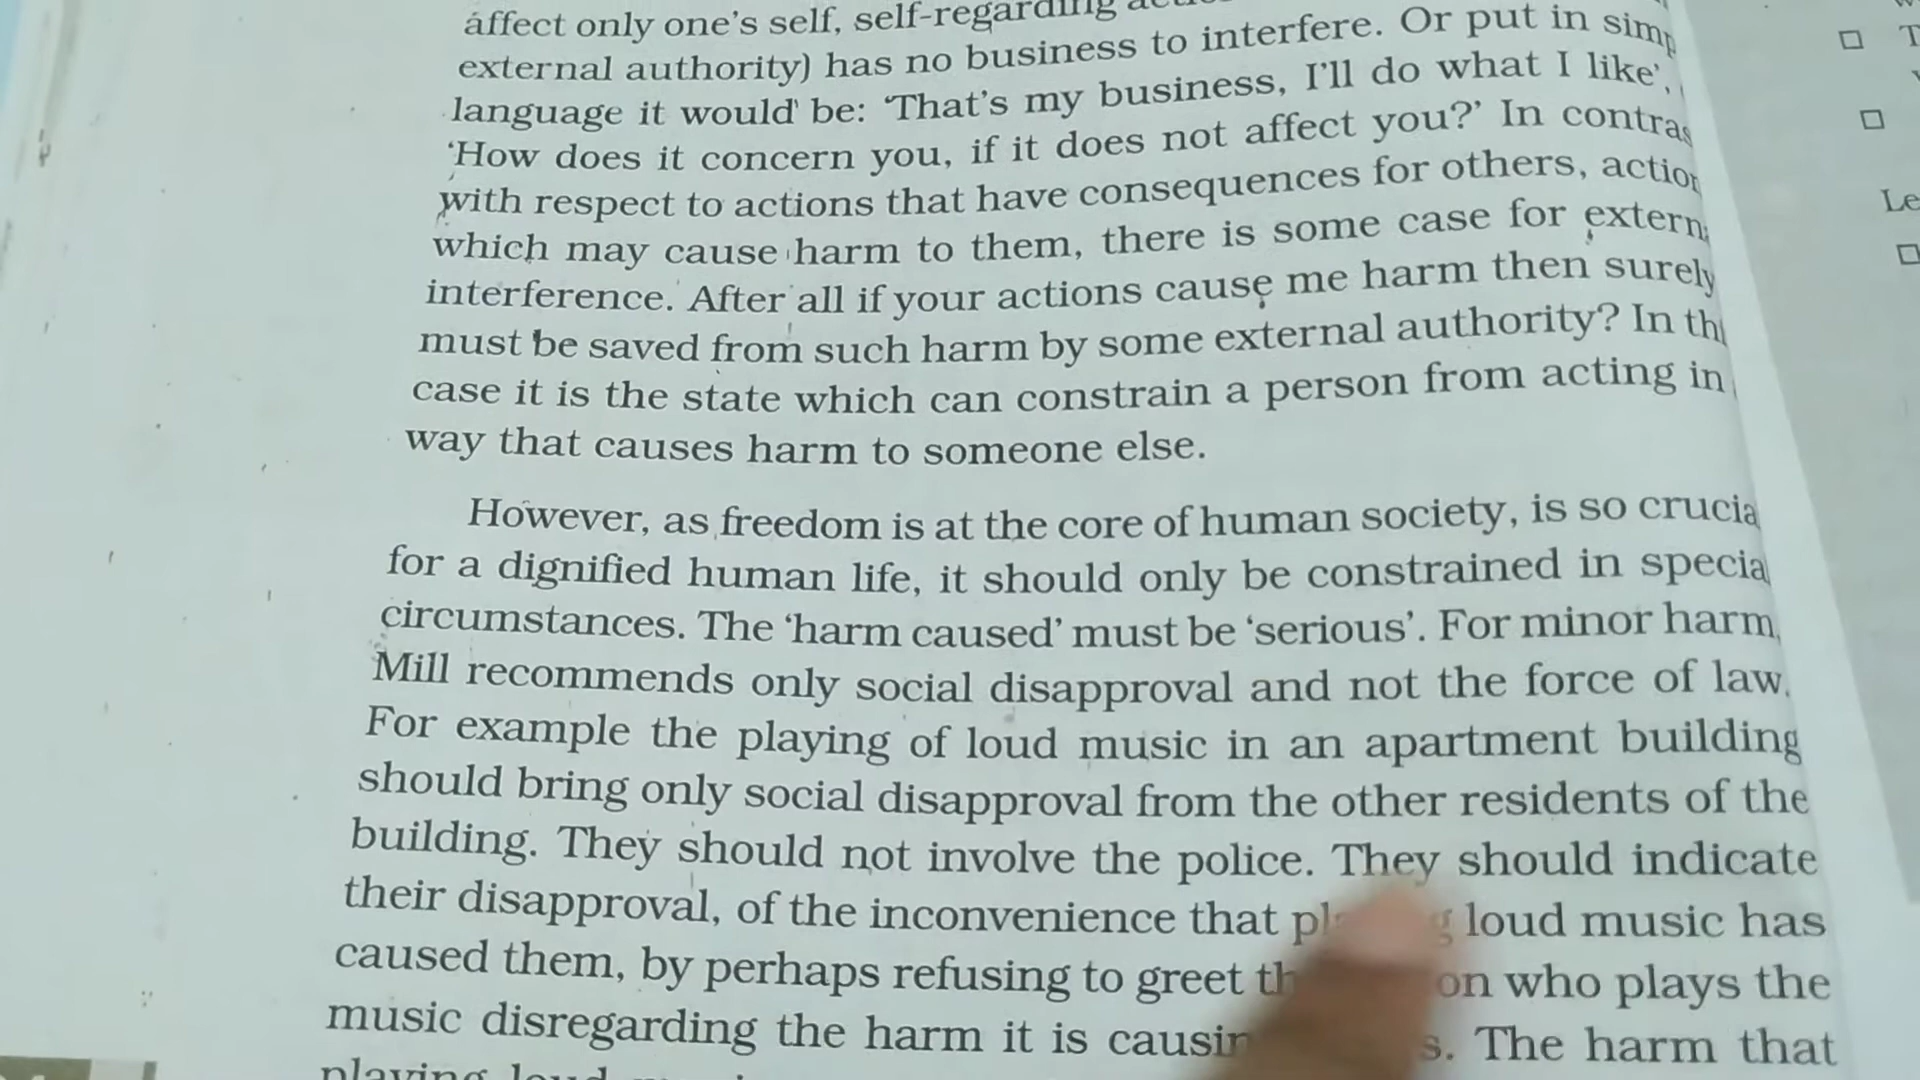 affect only one's self, self-regarding
external authority) has no business to interfere. Or put in
language it would be: 'That's my business, I'll do what I like',
'How does it concern you, if it does not affect you?' In
with respect to actions that have consequences for others,
which may cause harm to them, there is some case for
interference. After all if your actions cause me harm then surely
must be saved from such harm by some external authority? In
case it is the state which can constrain a person from acting in
way that causes harm to someone else.
However, as freedom is at the core of human society, is so
for a dignified human life, it should only be constrained in
circumstances. The 'harm caused' must be 'serious'. For minor harm,
Mill recommends only social disapproval and not the force of law.
For example the playing of loud music in an apartment building
should bring only social disapproval from the other residents of the
building. They should not involve the police. They should indicate
their disapproval, of the inconvenience that loud music has
caused them, by perhaps refusing to greet who plays the
music disregarding the harm it is The harm that
playing loud